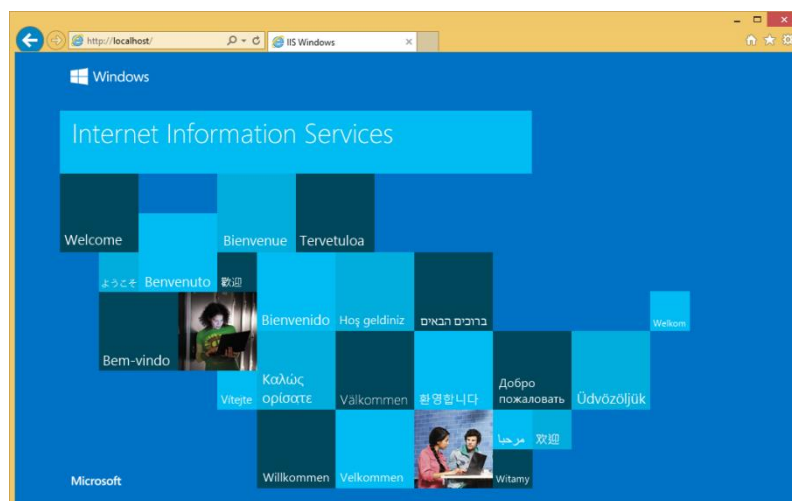 http://localhost/
IIS Windows
Windows
Internet Information Services
Welcome
Bienvenue
Tervetuloa
ようこそ
Benvenuto
歡迎
Bienvenido
Hoş geldiniz
ברוכים הבאים
Welkom
Bem-vindo
Vítejte
Καλώς
ορίσατε
Välkommen
환영합니다
Добро
пожаловать
Üdvözöljük
مرحبا
欢迎
Willkommen
Velkommen
Witamy
Microsoft